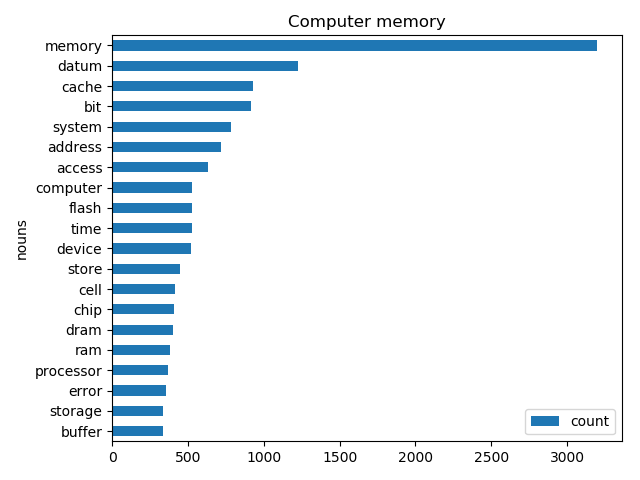 Computer memory
memory
datum
cache
bit
system
address
access
computer
flash
time
device
store
cell
chip
dram
ram
processor
error
storage
buffer
nouns
count
0 500 1000 1500 2000 2500 3000